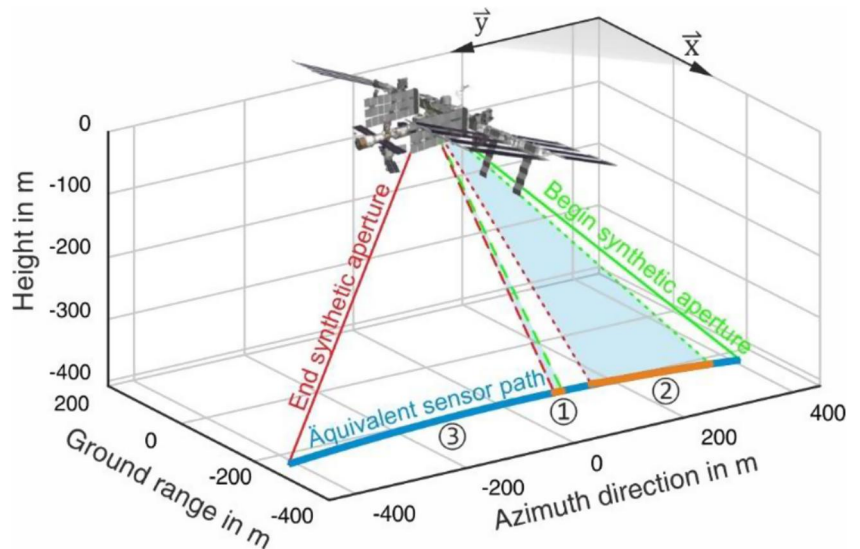 y
x
0
-100
-200
-300
-400
Height in m
200
0
-200
-400
Ground range in m
-400
-200
0
200
400
Azimuth direction in m
End synthetic aperture
Begin synthetic aperture
Äquivalent sensor path
①
②
③